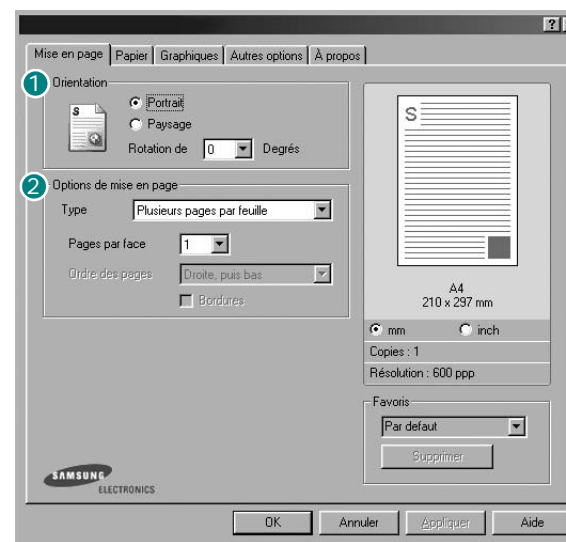 ?
Mise en page Papier Graphiques Autres options À propos
1 Orientation
S
Portrait
Paysage
Rotation de 0 Degrés
2 Options de mise en page
Type Plusieurs pages par feuille
Pages par face 1
Ordre des pages Droite, puis bas
Bordures
S
A4
210 x 297 mm
mm inch
Copies : 1
Résolution : 600 ppp
Favoris
Par defaut
Supprimer
SAMSUNG
ELECTRONICS
OK Annuler Appliquer Aide